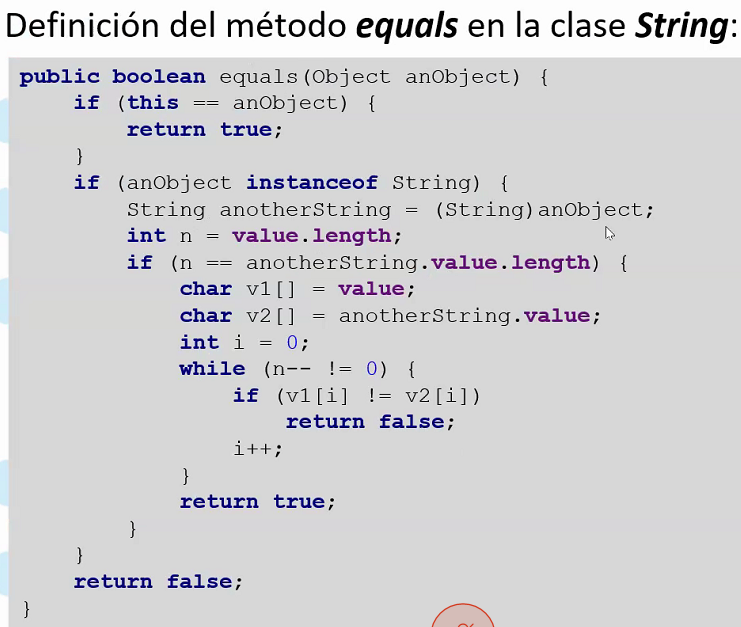 Definición del método equals en la clase String:
public boolean equals(Object anObject) {
    if (this == anObject) {
        return true;
    }
    if (anObject instanceof String) {
        String anotherString = (String)anObject;
        int n = value.length;
        if (n == anotherString.value.length) {
            char v1[] = value;
            char v2[] = anotherString.value;
            int i = 0;
            while (n-- != 0) {
                if (v1[i] != v2[i])
                    return false;
                i++;
            }
            return true;
        }
    }
    return false;
}